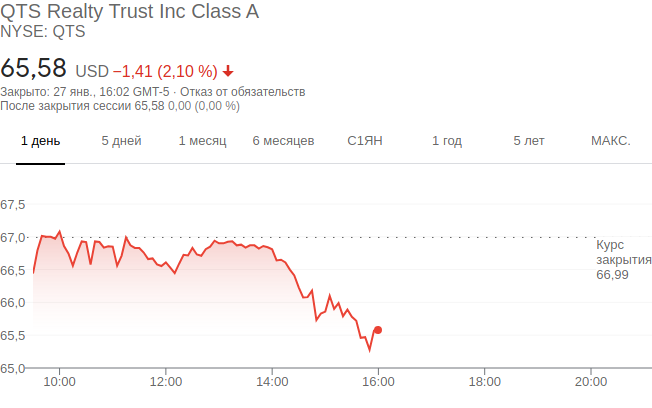 QTS Realty Trust Inc Class A
NYSE: QTS
65,58 USD −1,41 (2,10 %)
Закрыто: 27 янв., 16:02 GMT-5 · Отказ от обязательств
После закрытия сессии 65,58 0,00 (0,00 %)
1 день 5 дней 1 месяц 6 месяцев С1ЯН 1 год 5 лет МАКС.
67,5
67,0
Курс
закрытия
66,99
66,5
66,0
65,5
65,0
10:00 12:00 14:00 16:00 18:00 20:00